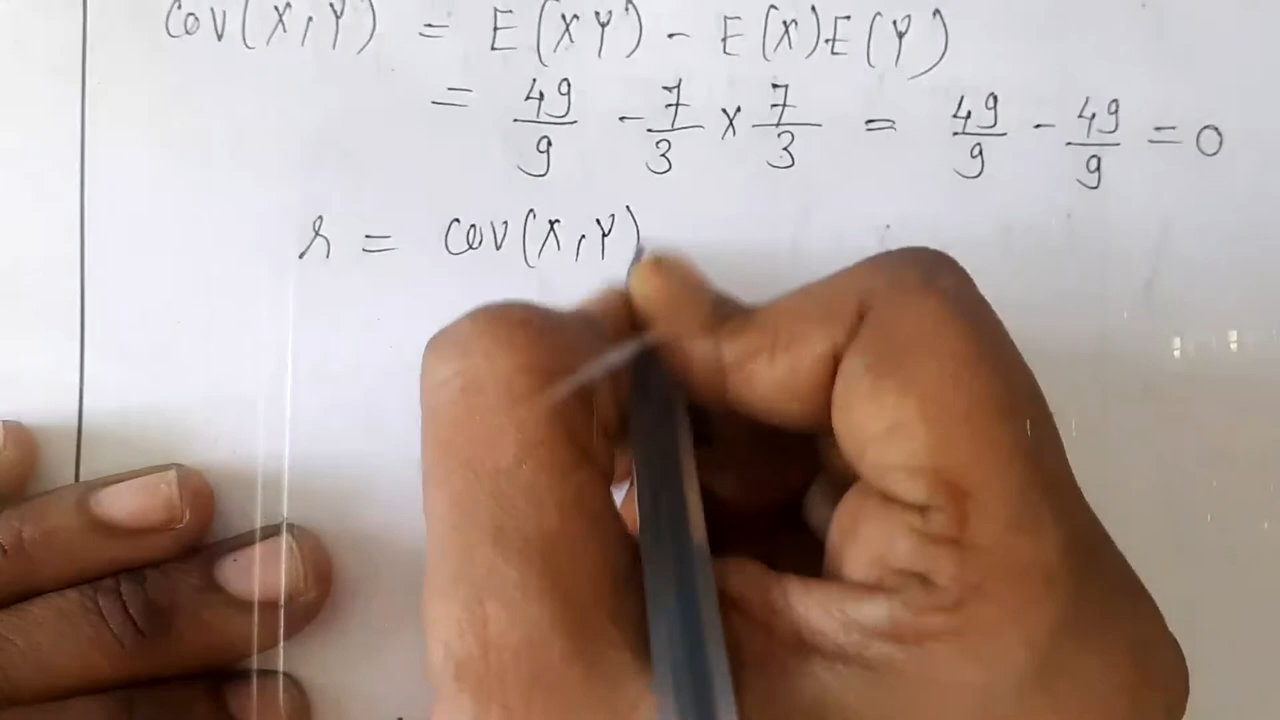 Cov(X,Y) = E(XY) - E(X)E(Y)
= 49/9 - 7/3 × 7/3 = 49/9 - 49/9 = 0
r = Cov(X,Y)